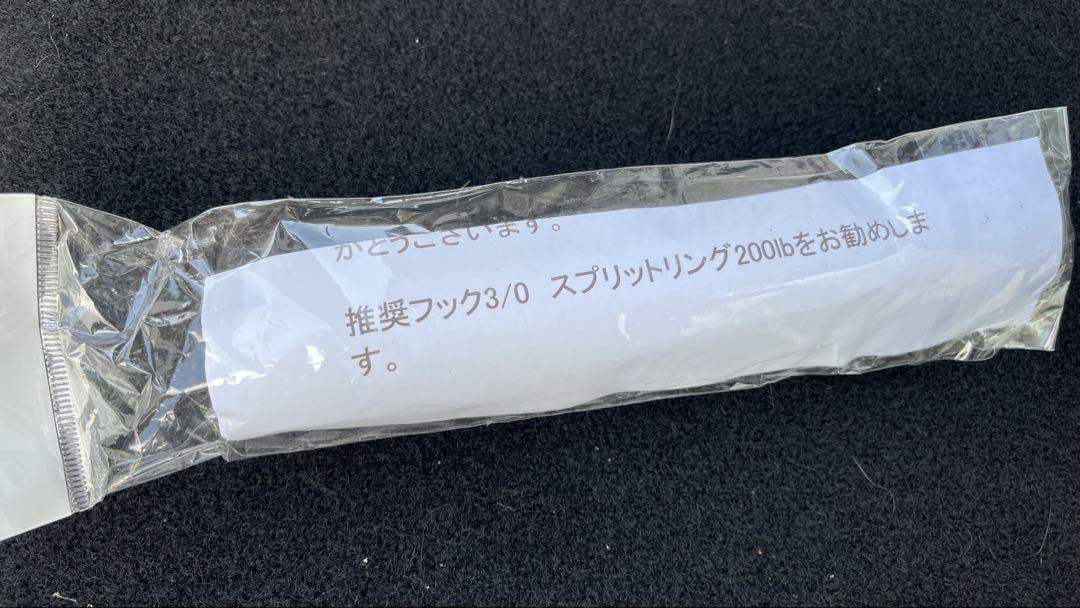 がとうございます。
推奨フック3/0　スプリットリング200lbをお勧めしま
す。